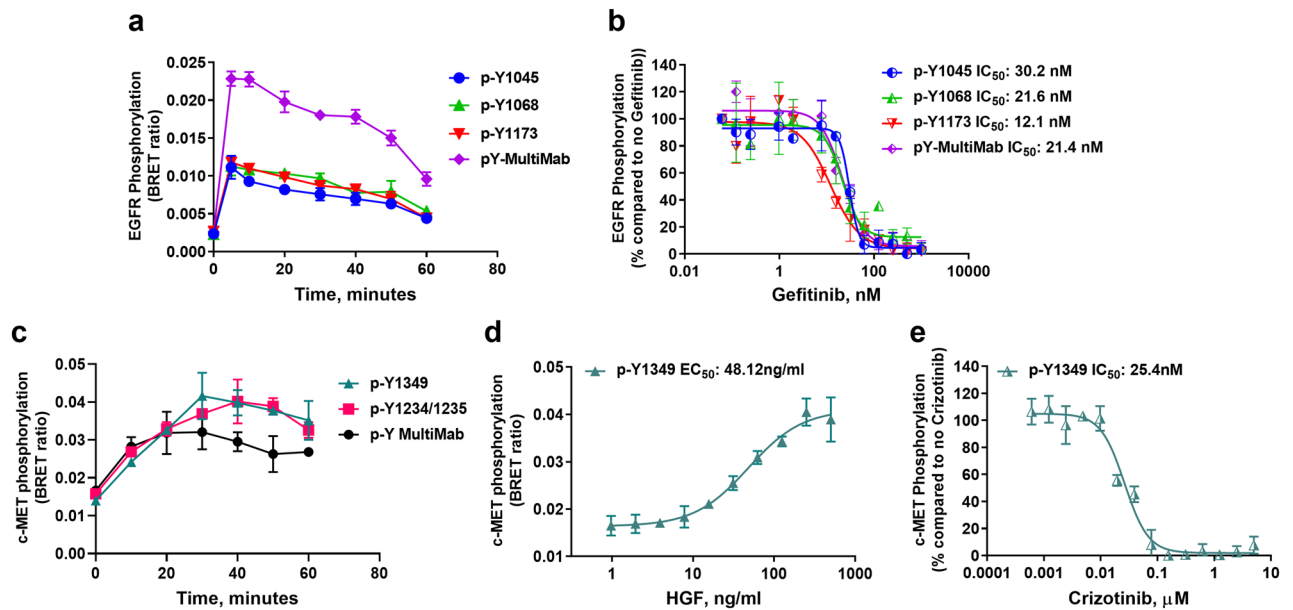 a
EGFR Phosphorylation
(BRET ratio)
0.025
0.020
0.015
0.010
0.005
0.000
0
20
40
60
80
Time, minutes
p-Y1045
p-Y1068
p-Y1173
pY-MultiMab
b
EGFR Phosphorylation
(% compared to no Gefitinib))
140
120
100
80
60
40
20
0
0.01
1
100
10000
Gefitinib, nM
p-Y1045 IC50: 30.2 nM
p-Y1068 IC50: 21.6 nM
p-Y1173 IC50: 12.1 nM
pY-MultiMab IC50: 21.4 nM
c
c-MET phosphorylation
(BRET ratio)
0.05
0.04
0.03
0.02
0.01
0.00
0
20
40
60
80
Time, minutes
p-Y1349
p-Y1234/1235
p-Y MultiMab
d
c-MET phosphorylation
(BRET ratio)
0.05
0.04
0.03
0.02
0.01
1
10
100
1000
HGF, ng/ml
p-Y1349 EC50: 48.12ng/ml
e
c-MET Phosphorylation
(% compared to no Crizotinib)
140
120
100
80
60
40
20
0
0.0001
0.001
0.01
0.1
1
10
Crizotinib, μM
p-Y1349 IC50: 25.4nM